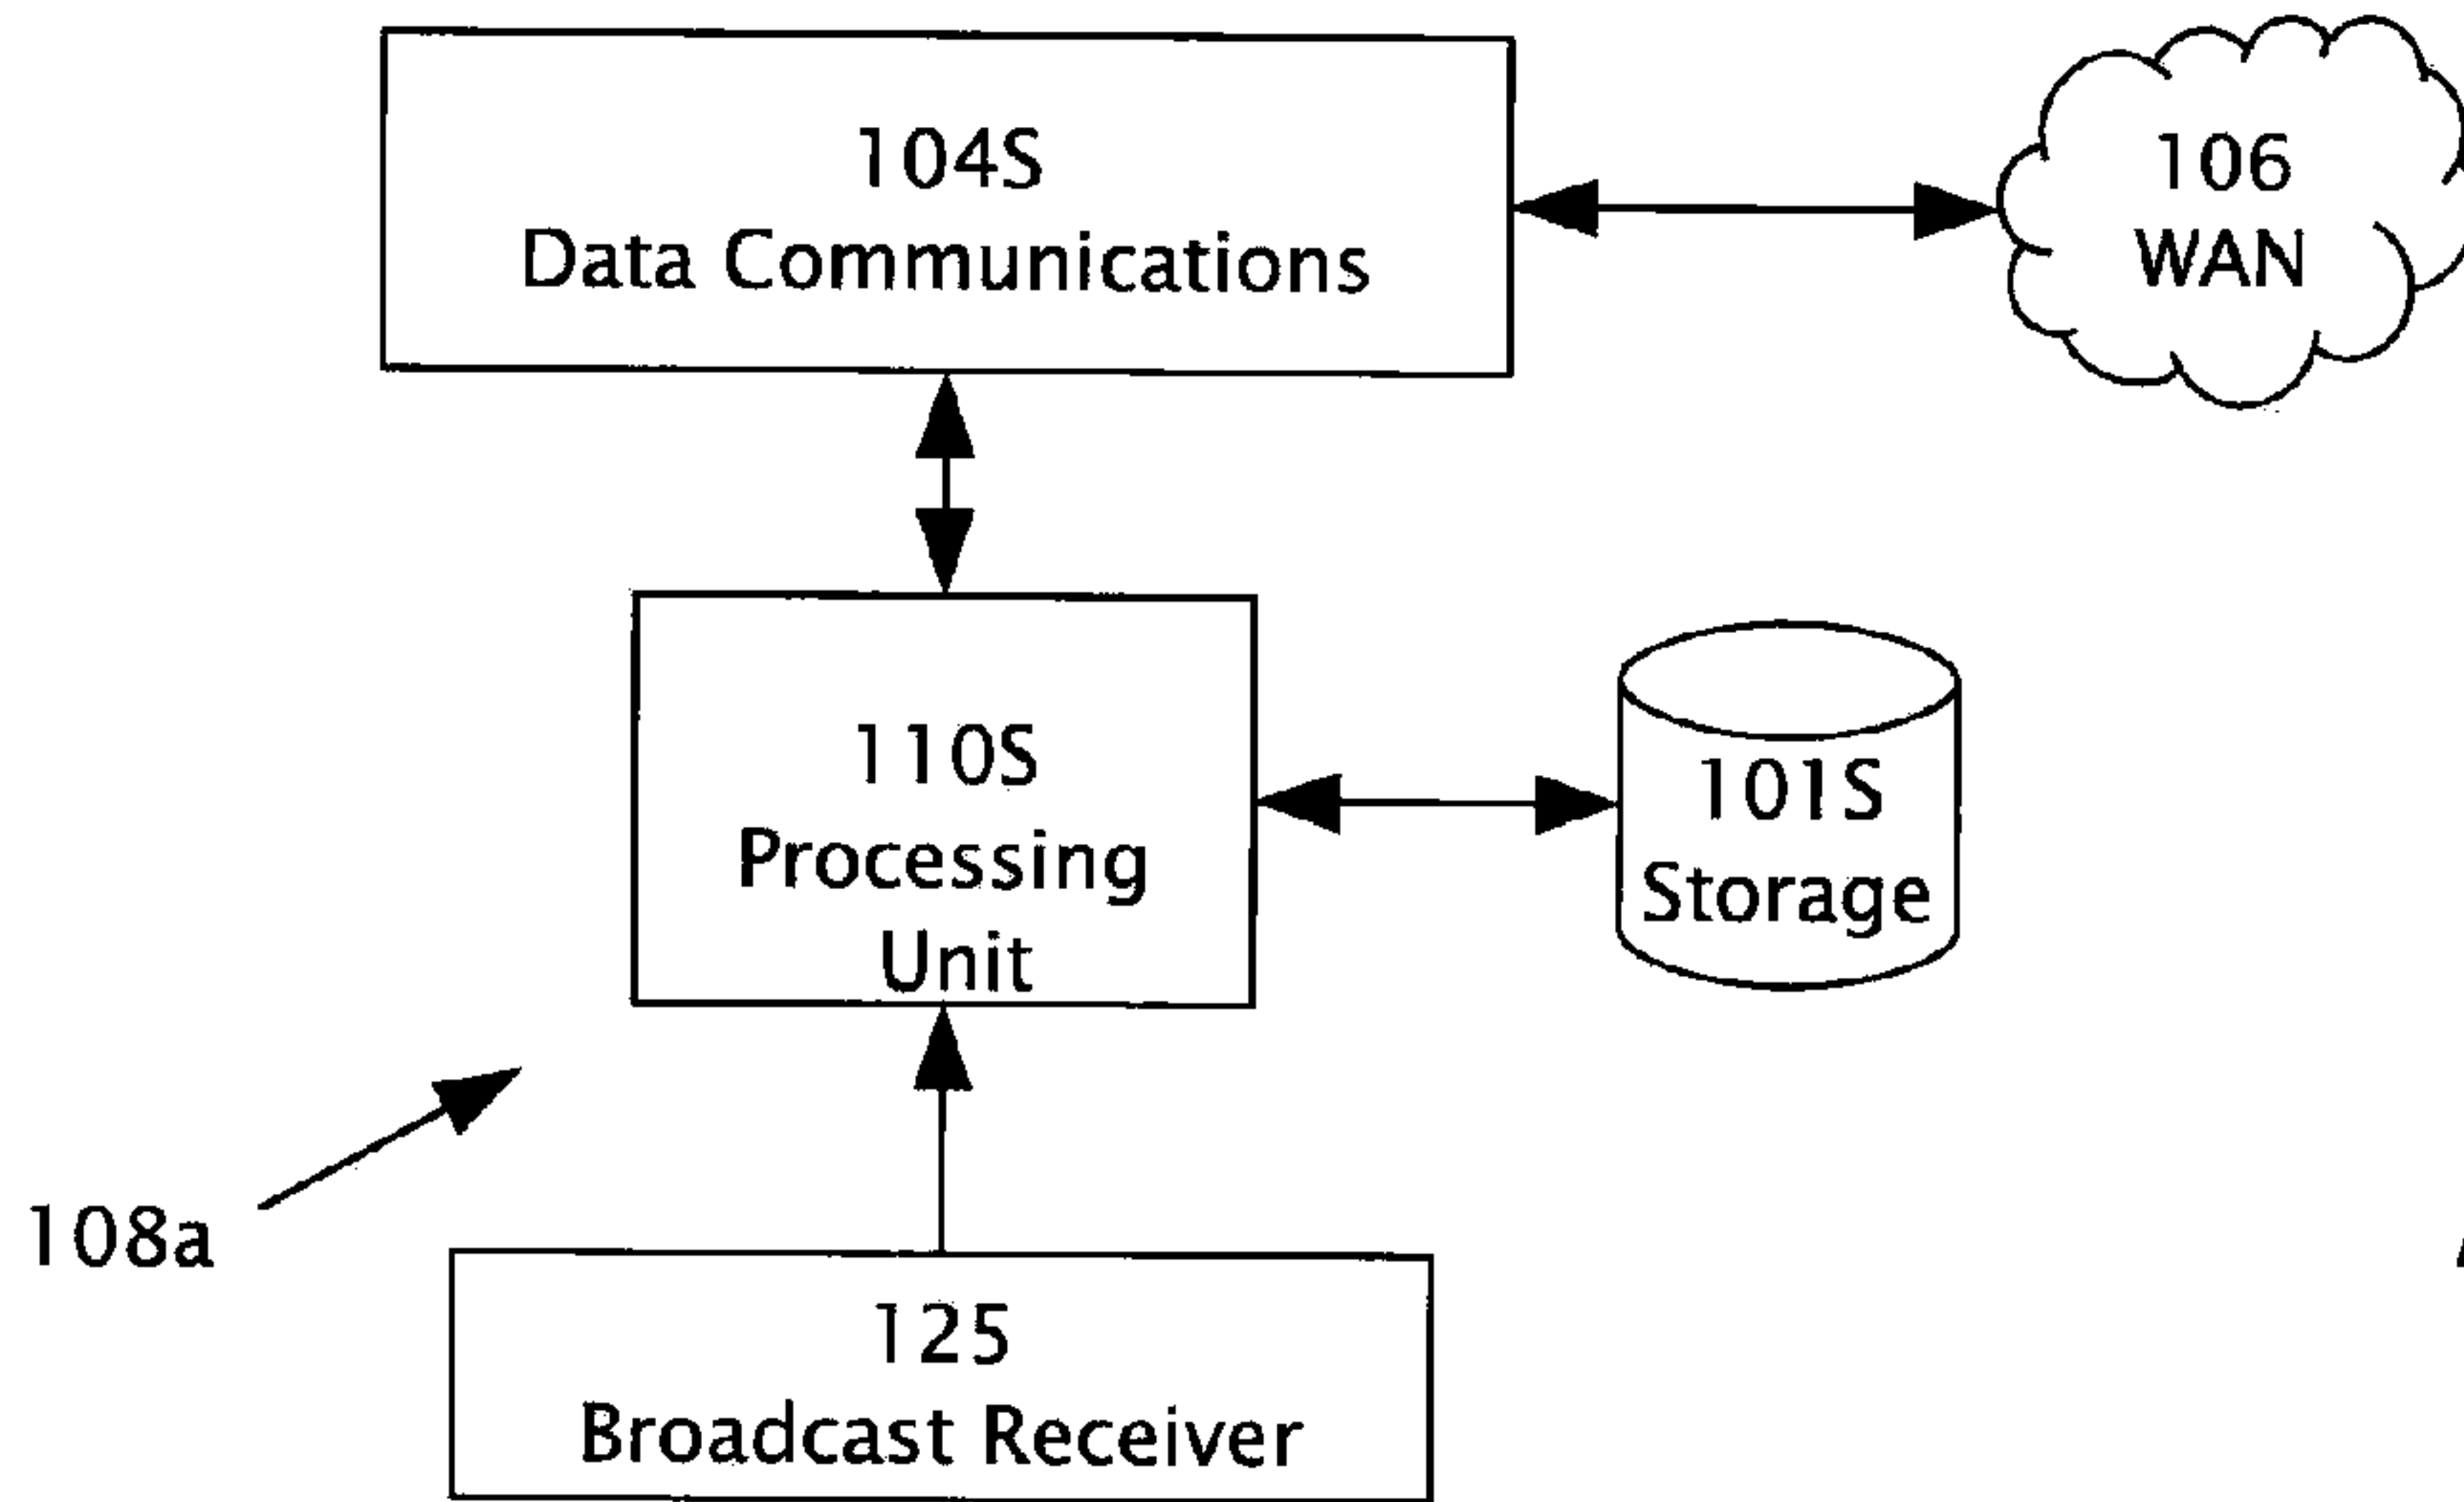 104S
Data Communications
106
WAN
110S
Processing
Unit
101S
Storage
108a
125
Broadcast Receiver